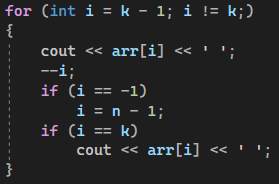 for (int i = k - 1; i != k;)
{
    cout << arr[i] << ' ';
    --i;
    if (i == -1)
        i = n - 1;
    if (i == k)
        cout << arr[i] << ' ';
}